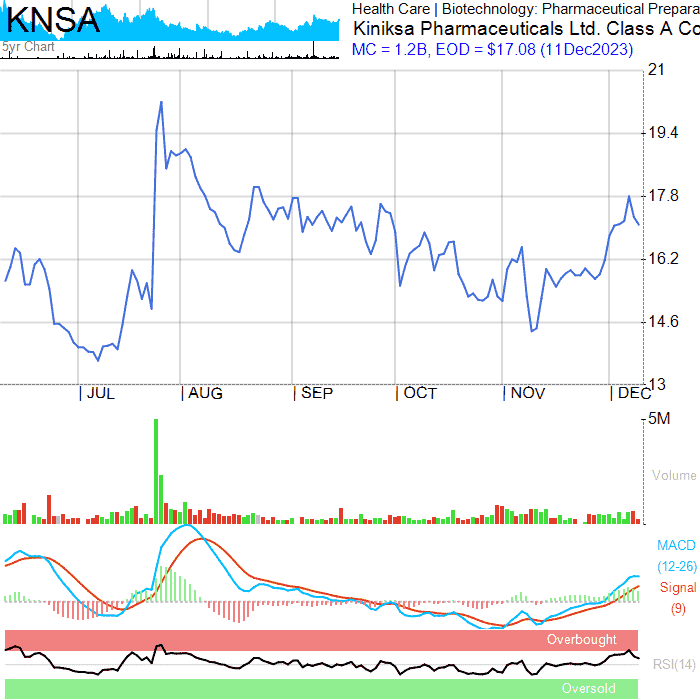 KNSA
5yr Chart
Health Care | Biotechnology: Pharmaceutical Prepara
Kiniksa Pharmaceuticals Ltd. Class A Co
MC = 1.2B, EOD = $17.08 (11Dec2023)
21
19.4
17.8
16.2
14.6
13
| JUL | AUG | SEP | OCT | NOV | DEC
5M
Volume
MACD
(12-26)
Signal
(9)
Overbought
RSI(14)
Oversold